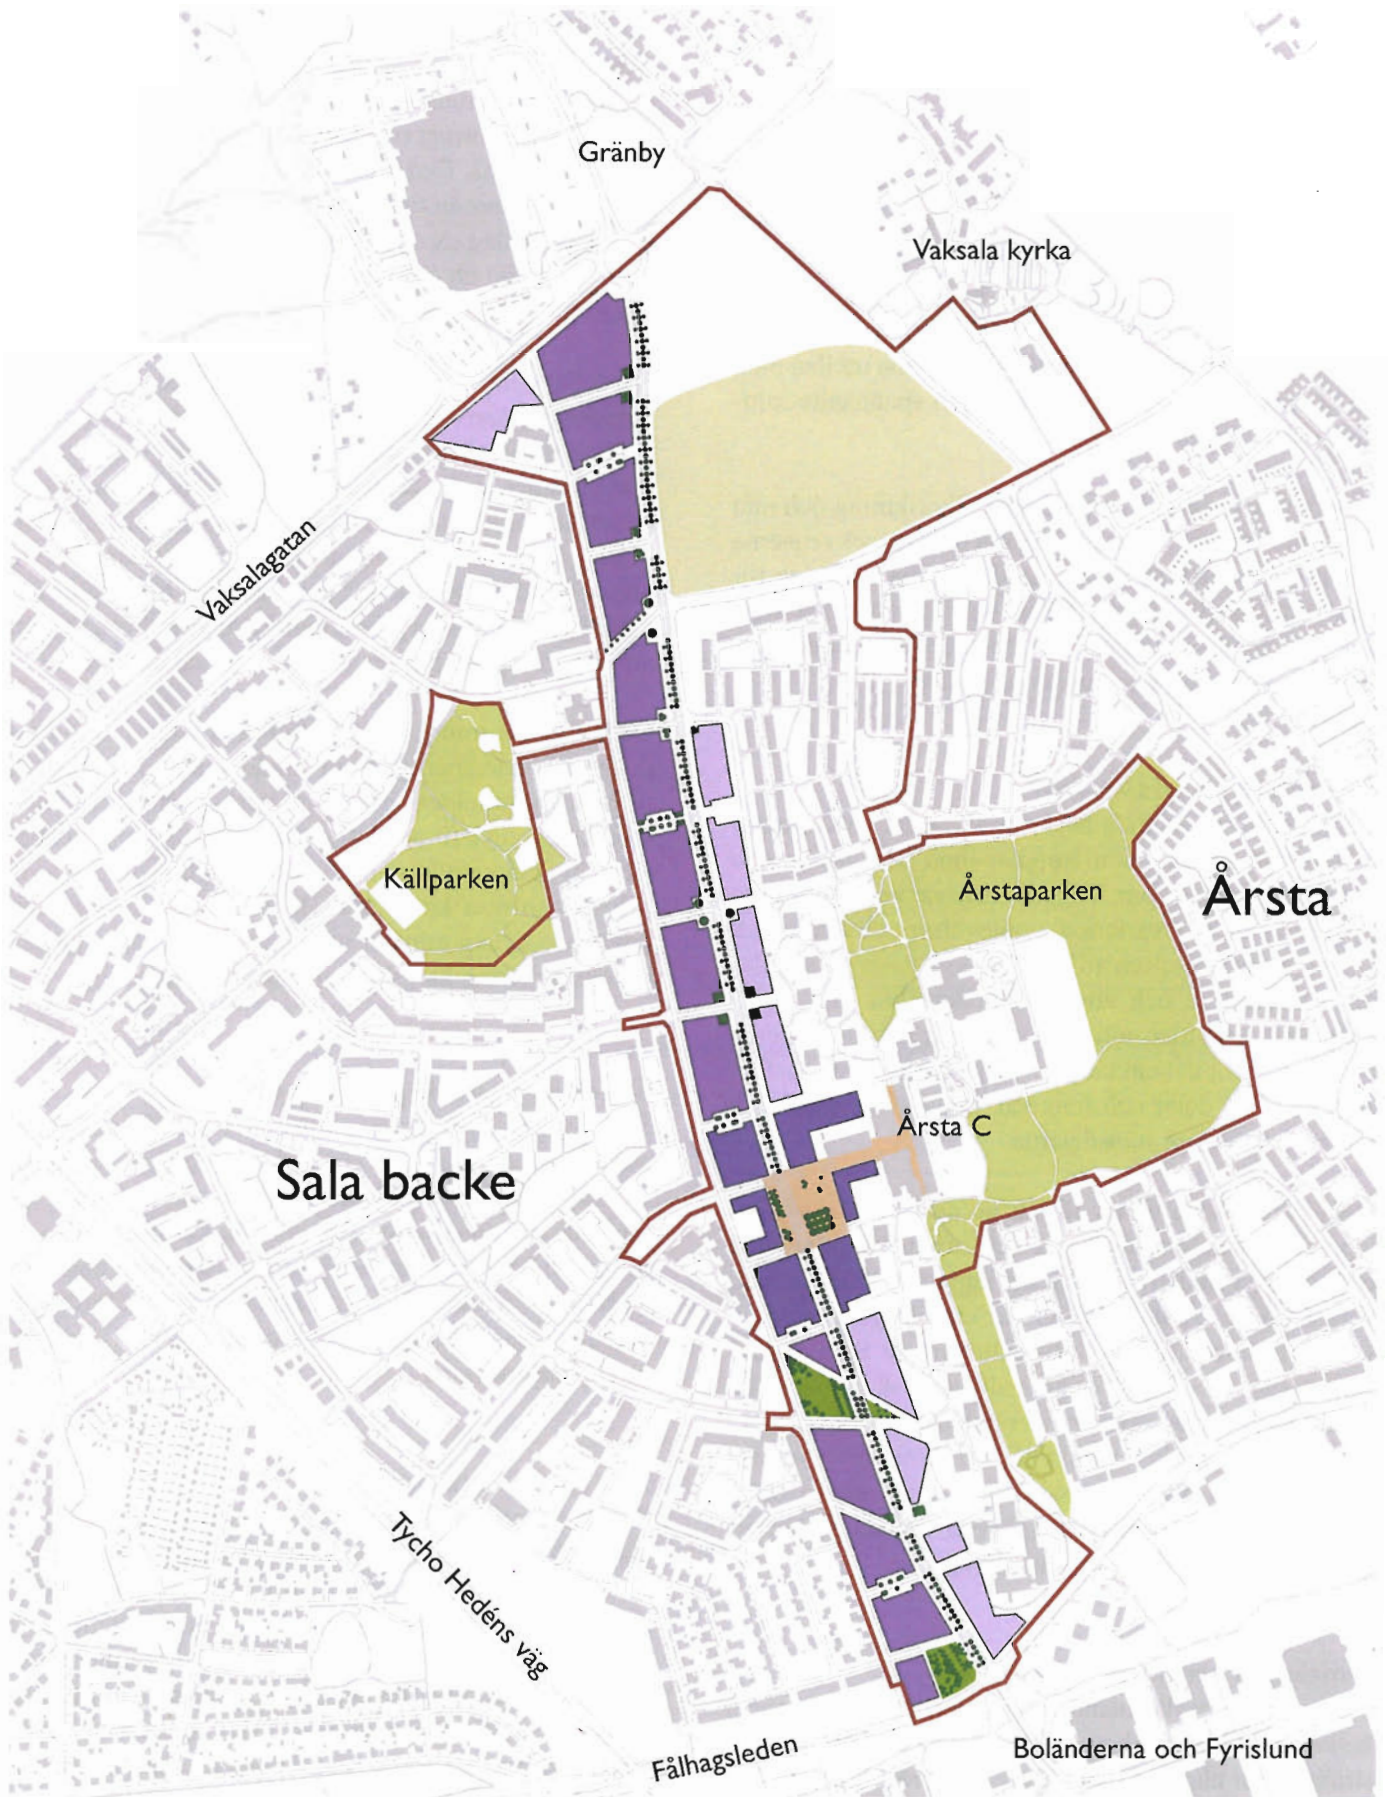 Gränby
Vaksala kyrka
Vaksalagatan
Källparken
Årstaparken
Årsta
Årsta C
Sala backe
Tycho Hedéns väg
Fålhagsleden
Boländerna och Fyrislund